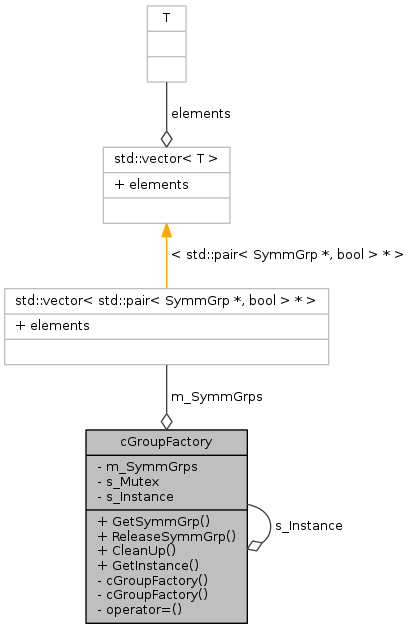 T
elements
std::vector< T >
+ elements
< std::pair< SymmGrp *, bool > * >
std::vector< std::pair< SymmGrp *, bool > * >
+ elements
m_SymmGrps
cGroupFactory
- m_SymmGrps
- s_Mutex
- s_Instance
+ GetSymmGrp()
+ ReleaseSymmGrp()
+ CleanUp()
+ GetInstance()
- cGroupFactory()
- cGroupFactory()
- operator=()
s_Instance